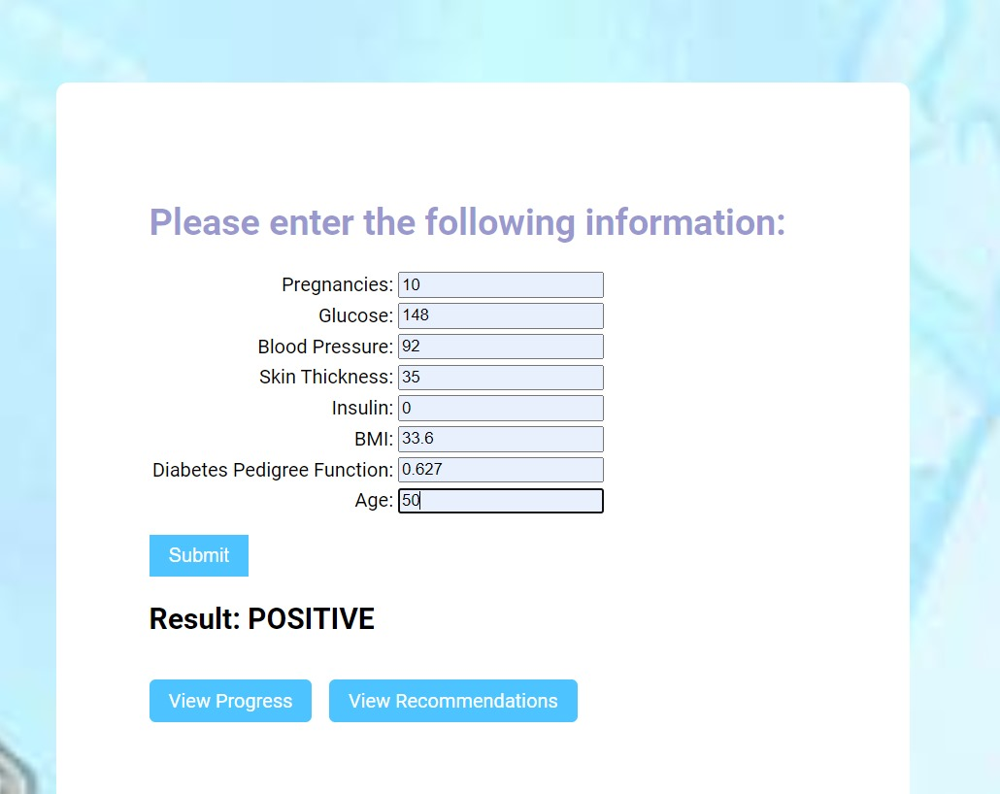 Please enter the following information:
Pregnancies: 10
Glucose: 148
Blood Pressure: 92
Skin Thickness: 35
Insulin: 0
BMI: 33.6
Diabetes Pedigree Function: 0.627
Age: 50
Submit
Result: POSITIVE
View Progress View Recommendations